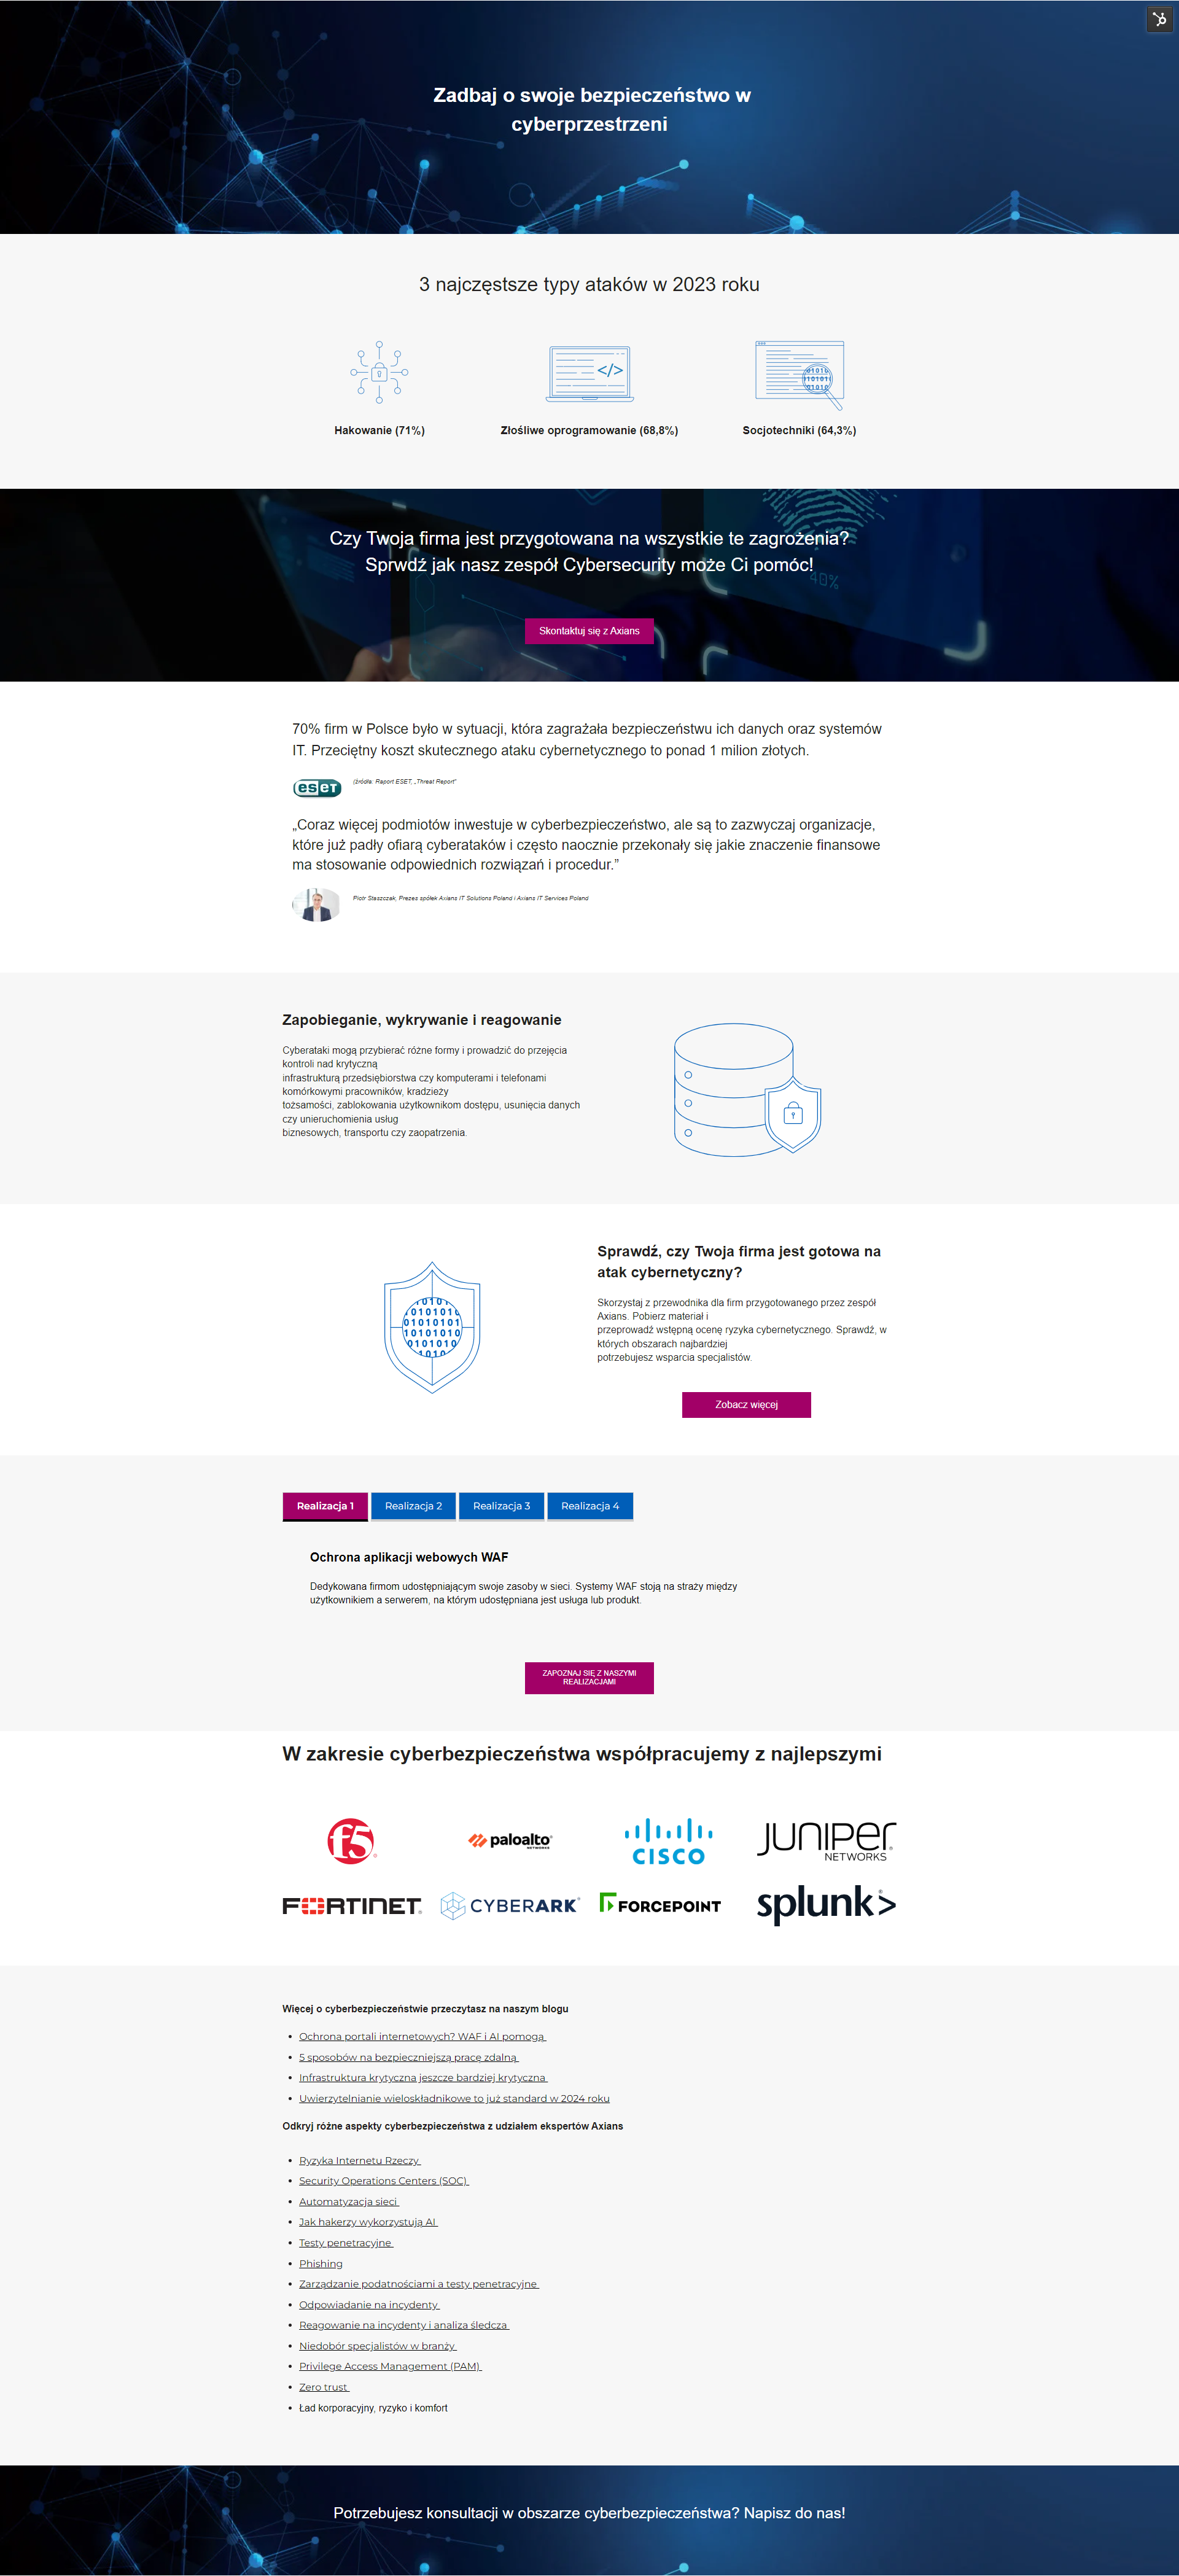 Zadbaj o swoje bezpieczeństwo w
cyberprzestrzeni
3 najczęstsze typy ataków w 2023 roku
Hakowanie (71%)
Złośliwe oprogramowanie (68,8%)
Socjotechniki (64,3%)
Czy Twoja firma jest przygotowana na wszystkie te zagrożenia?
Sprwdź jak nasz zespół Cybersecurity może Ci pomóc!
40%
Skontaktuj się z Axians
70% firm w Polsce było w sytuacji, która zagrażała bezpieczeństwu ich danych oraz systemów
IT. Przeciętny koszt skutecznego ataku cybernetycznego to ponad 1 milion złotych.
eseT
(źródło: Raport ESET, „Threat Report”
„Coraz więcej podmiotów inwestuje w cyberbezpieczeństwo, ale są to zazwyczaj organizacje,
które już padły ofiarą cyberataków i często naocznie przekonały się jakie znaczenie finansowe
ma stosowanie odpowiednich rozwiązań i procedur.”
Piotr Staszczak, Prezes spółek Axians IT Solutions Poland i Axians IT Services Poland
Zapobieganie, wykrywanie i reagowanie
Cyberataki mogą przybierać różne formy i prowadzić do przejęcia
kontroli nad krytyczną
infrastrukturą przedsiębiorstwa czy komputerami i telefonami
komórkowymi pracowników, kradzieży
tożsamości, zablokowania użytkownikom dostępu, usunięcia danych
czy unieruchomienia usług
biznesowych, transportu czy zaopatrzenia.
Sprawdź, czy Twoja firma jest gotowa na
atak cybernetyczny?
Skorzystaj z przewodnika dla firm przygotowanego przez zespół
Axians. Pobierz materiał i
przeprowadź wstępną ocenę ryzyka cybernetycznego. Sprawdź, w
których obszarach najbardziej
potrzebujesz wsparcia specjalistów.
Zobacz więcej
Realizacja 1
Realizacja 2
Realizacja 3
Realizacja 4
Ochrona aplikacji webowych WAF
Dedykowana firmom udostępniającym swoje zasoby w sieci. Systemy WAF stoją na straży między
użytkownikiem a serwerem, na którym udostępniana jest usługa lub produkt.
ZAPOZNAJ SIĘ Z NASZYMI
REALIZACJAMI
W zakresie cyberbezpieczeństwa współpracujemy z najlepszymi
f5
paloalto
NETWORKS
CISCO
JUNIPER
NETWORKS
FORTINET
CYBERARK
FORCEPOINT
splunk>
Więcej o cyberbezpieczeństwie przeczytasz na naszym blogu
Ochrona portali internetowych? WAF i AI pomogą
5 sposobów na bezpieczniejszą pracę zdalną
Infrastruktura krytyczna jeszcze bardziej krytyczna
Uwierzytelnianie wieloskładnikowe to już standard w 2024 roku
Odkryj różne aspekty cyberbezpieczeństwa z udziałem ekspertów Axians
Ryzyka Internetu Rzeczy
Security Operations Centers (SOC)
Automatyzacja sieci
Jak hakerzy wykorzystują AI
Testy penetracyjne
Phishing
Zarządzanie podatnościami a testy penetracyjne
Odpowiadanie na incydenty
Reagowanie na incydenty i analiza śledcza
Niedobór specjalistów w branży
Privilege Access Management (PAM)
Zero trust
Ład korporacyjny, ryzyko i komfort
Potrzebujesz konsultacji w obszarze cyberbezpieczeństwa? Napisz do nas!